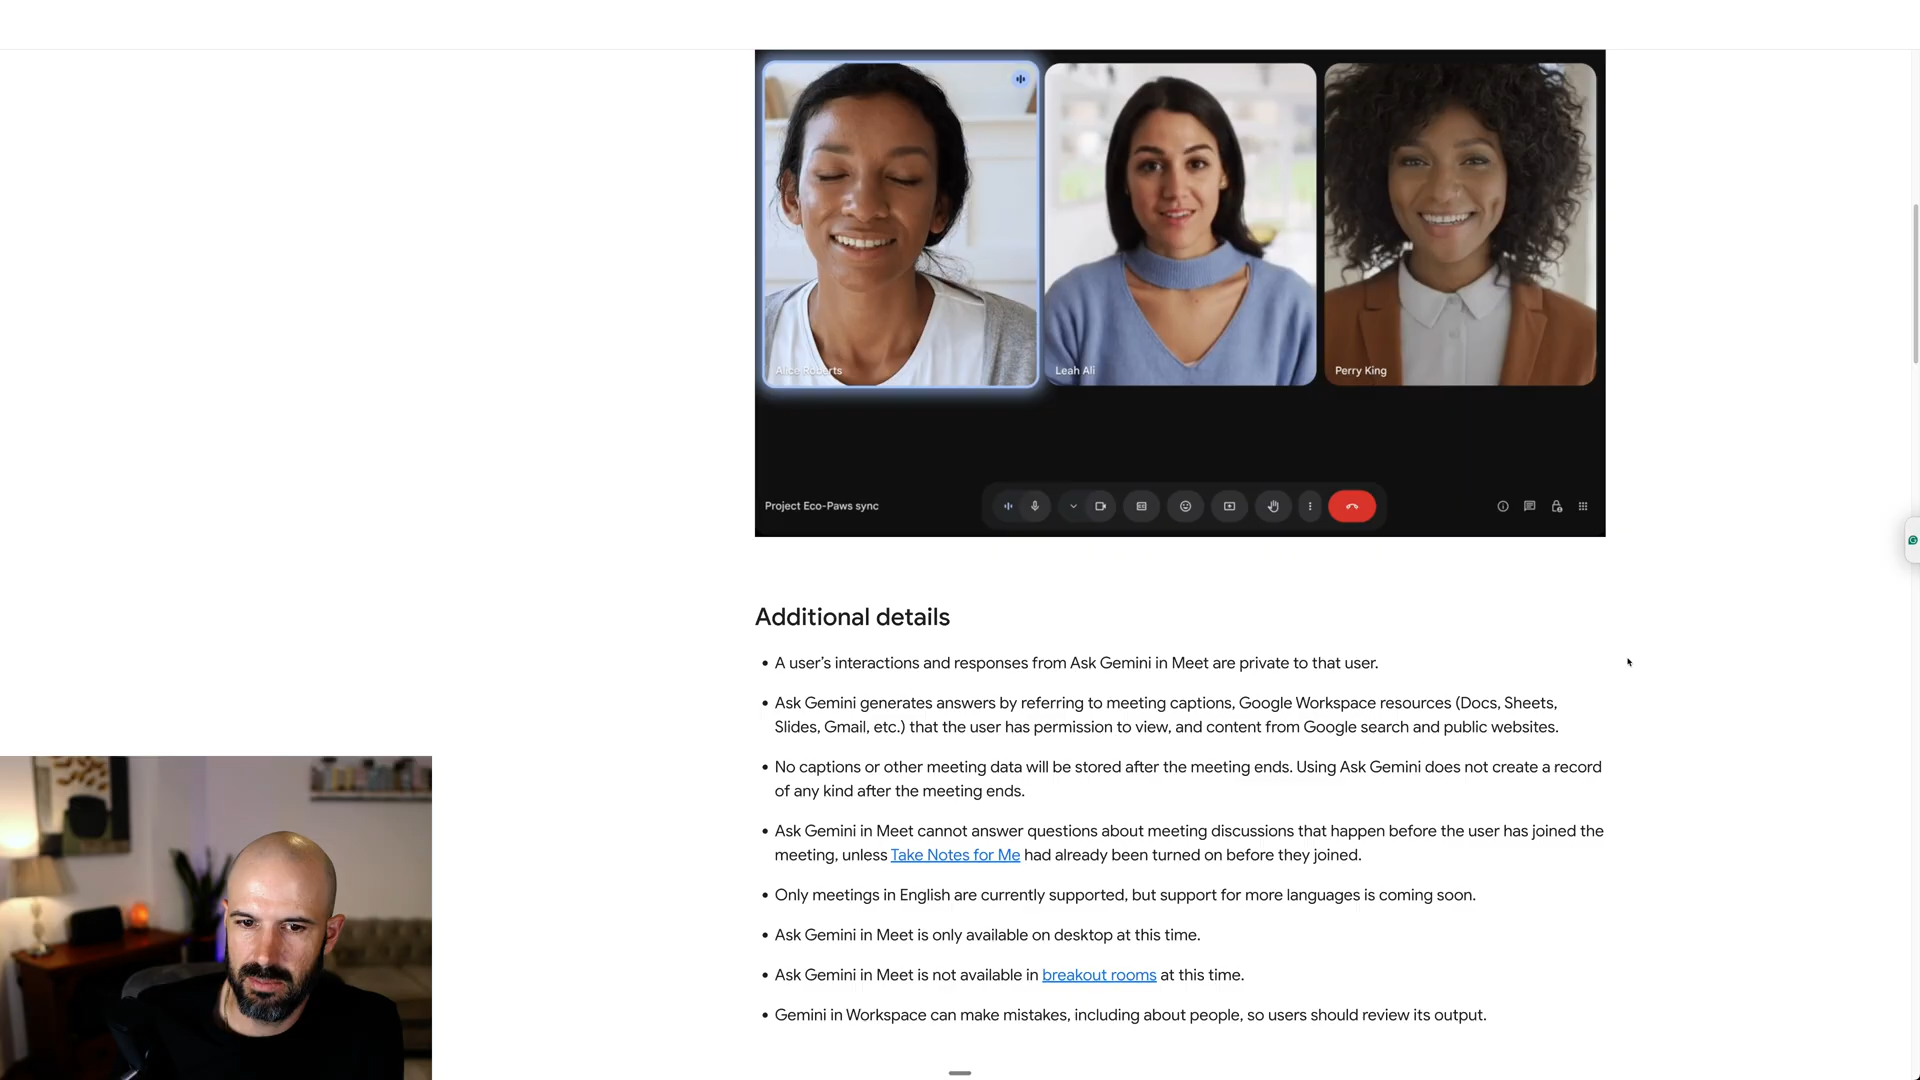 Alice Roberts
Leah Ali
Perry King
Project Eco-Paws sync
Additional details
• A user’s interactions and responses from Ask Gemini in Meet are private to that user.
• Ask Gemini generates answers by referring to meeting captions, Google Workspace resources (Docs, Sheets,
Slides, Gmail, etc.) that the user has permission to view, and content from Google search and public websites.
• No captions or other meeting data will be stored after the meeting ends. Using Ask Gemini does not create a record
of any kind after the meeting ends.
• Ask Gemini in Meet cannot answer questions about meeting discussions that happen before the user has joined the
meeting, unless Take Notes for Me had already been turned on before they joined.
• Only meetings in English are currently supported, but support for more languages is coming soon.
• Ask Gemini in Meet is only available on desktop at this time.
• Ask Gemini in Meet is not available in breakout rooms at this time.
• Gemini in Workspace can make mistakes, including about people, so users should review its output.